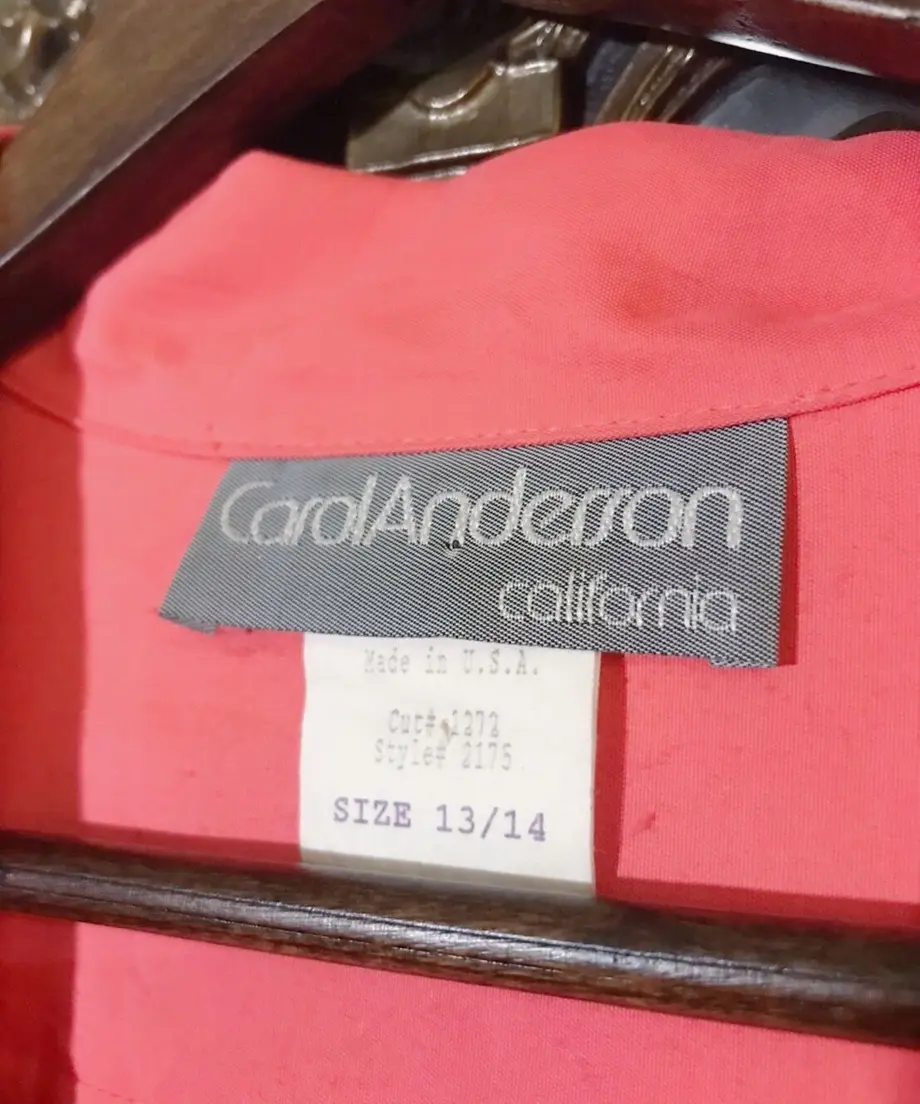 CarolAnderson
california
Made in U.S.A.
Cut# 1272
Style# 2175
SIZE 13/14